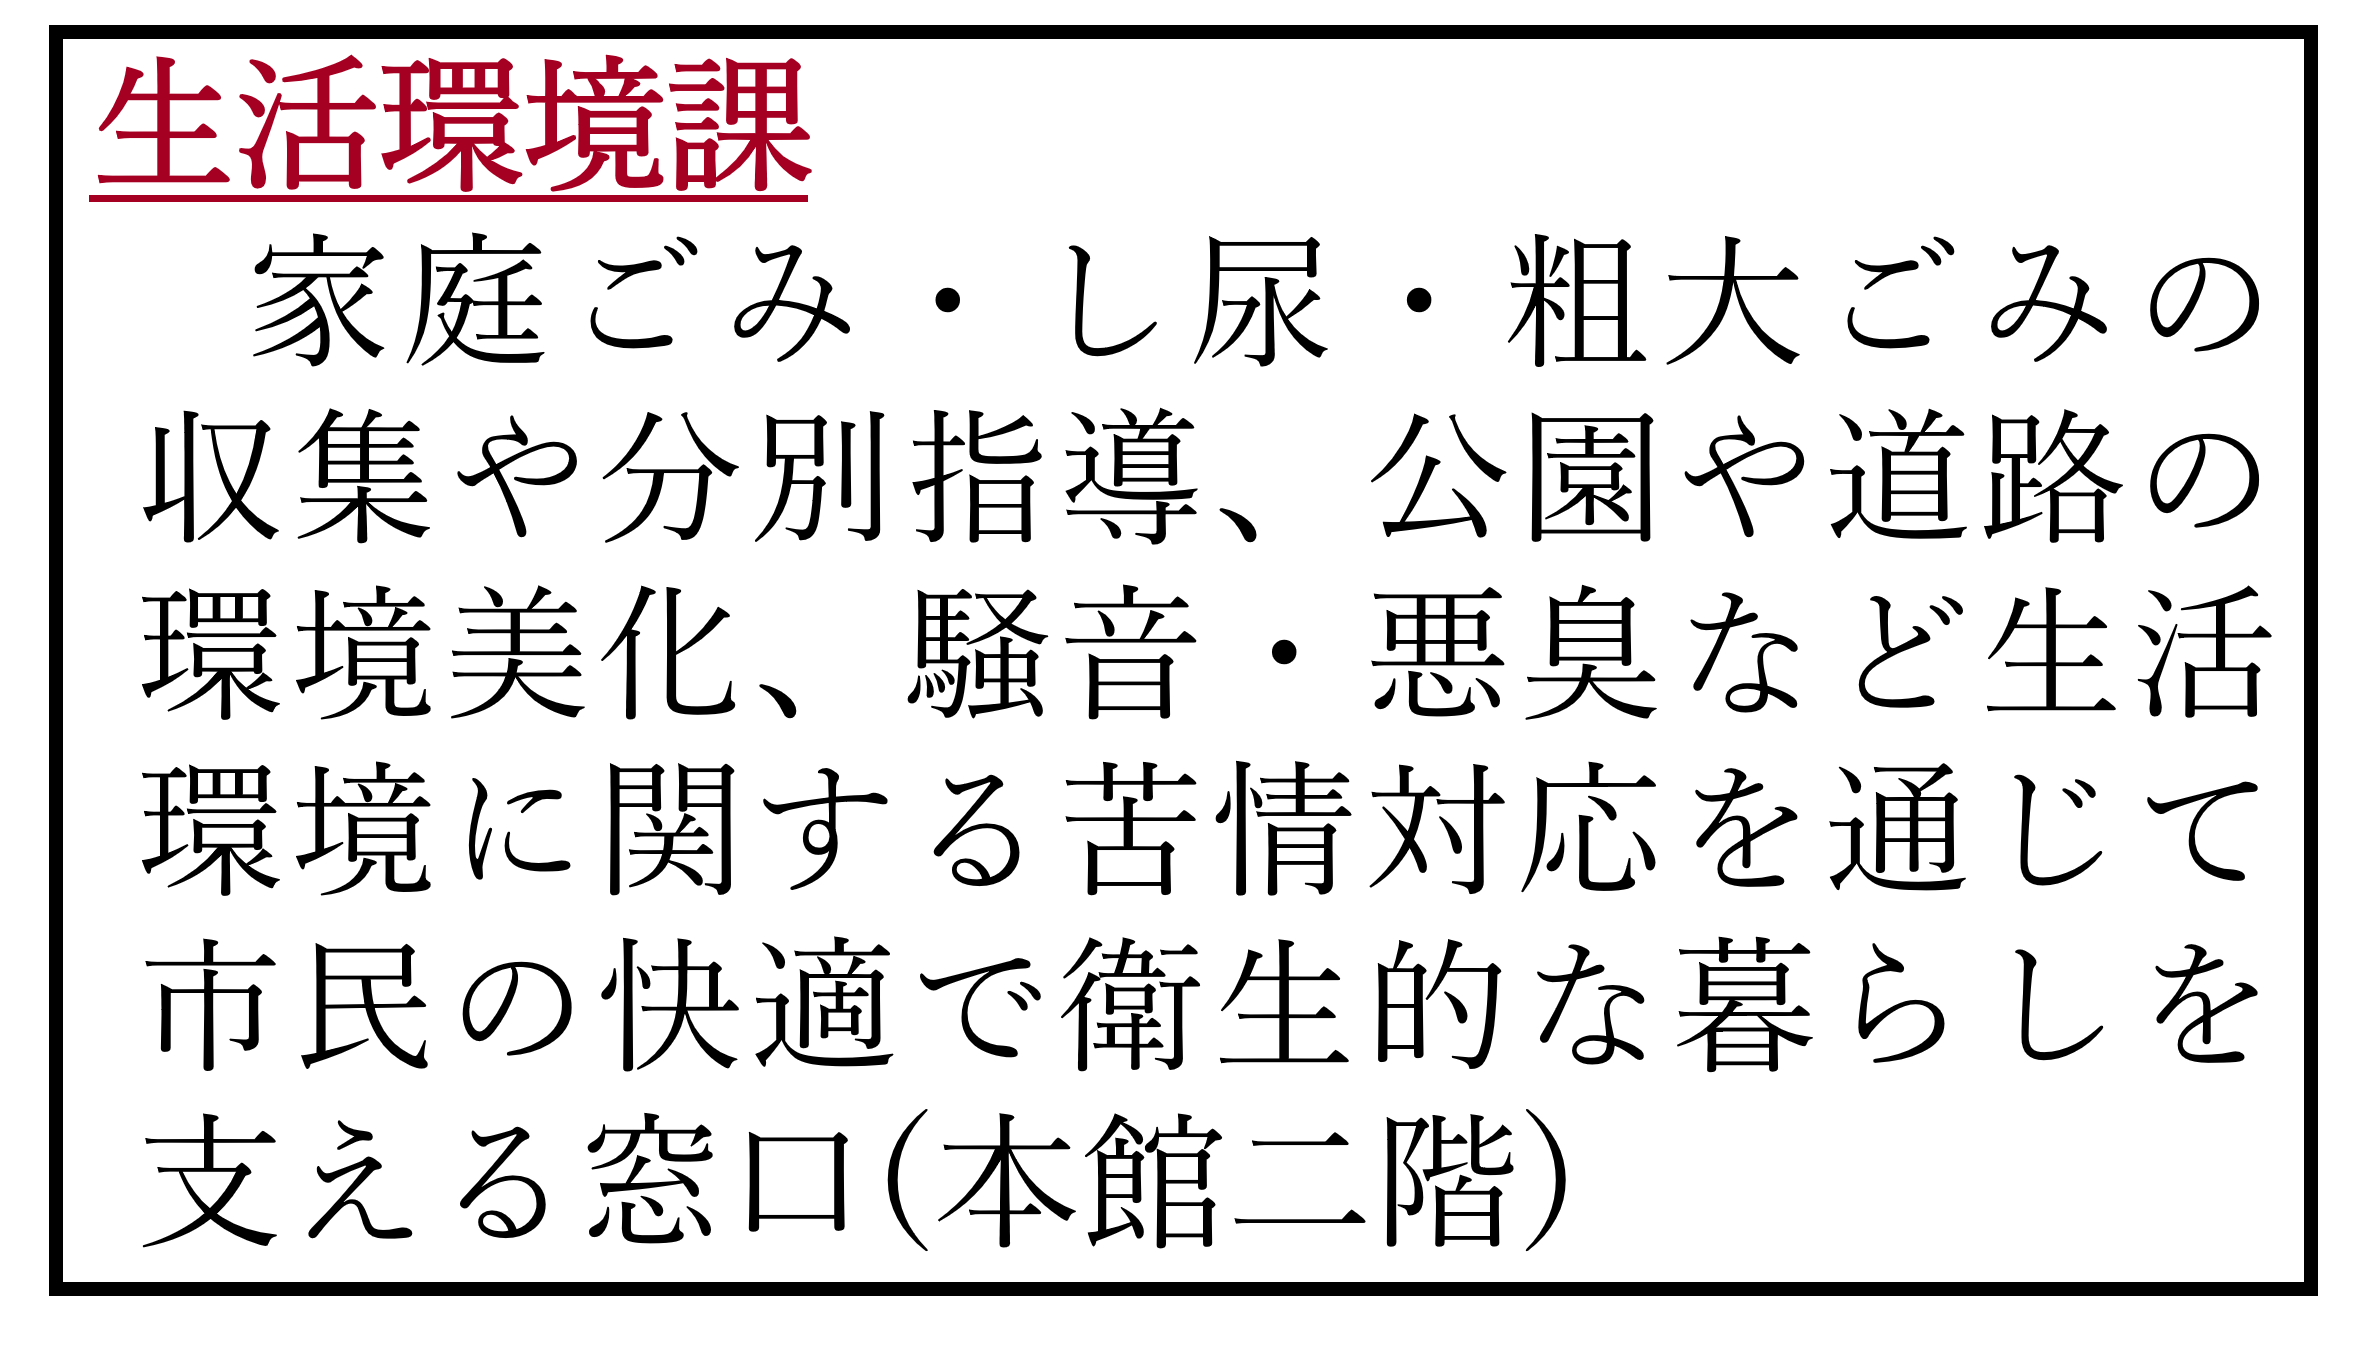 生活環境課
家庭ごみ・し尿・粗大ごみの
収集や分別指導、公園や道路の
環境美化、騒音・悪臭など生活
環境に関する苦情対応を通じて
市民の快適で衛生的な暮らしを
支える窓口(本館二階)